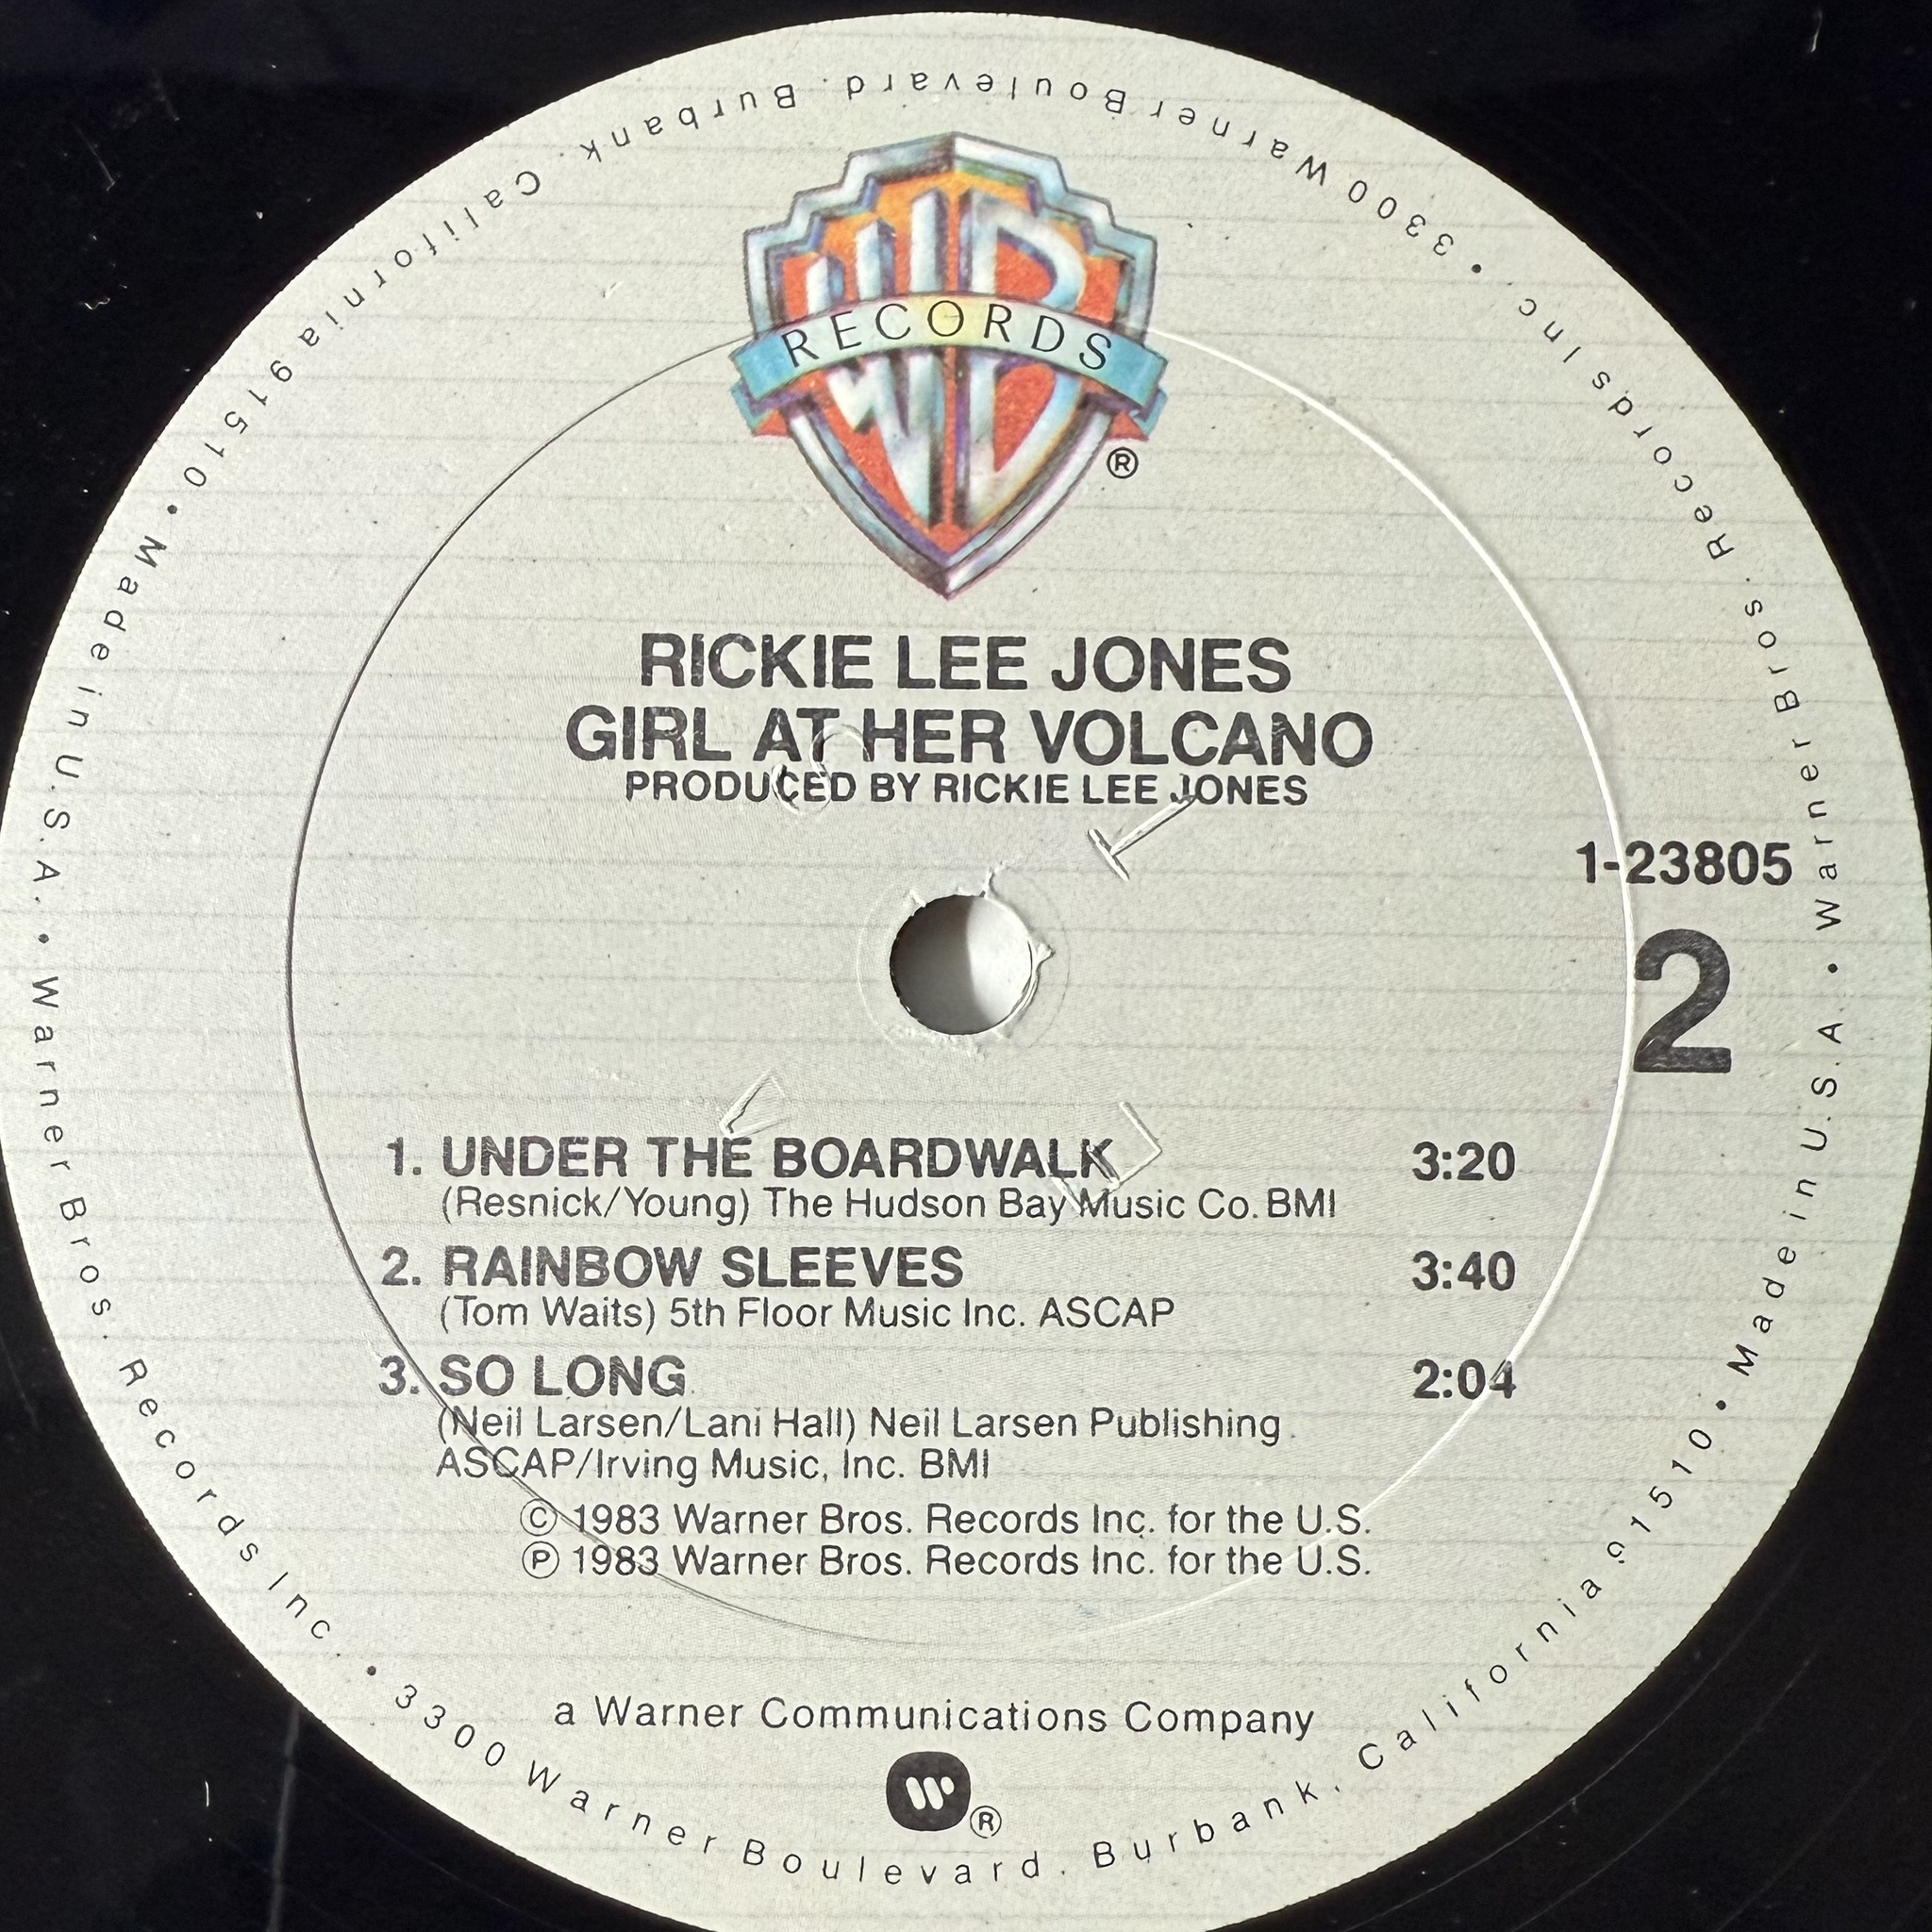 WB
RECORDS
®
RICKIE LEE JONES
GIRL AT HER VOLCANO
PRODUCED BY RICKIE LEE JONES
1-23805
2
1. UNDER THE BOARDWALK 3:20
(Resnick/Young) The Hudson Bay Music Co. BMI
2. RAINBOW SLEEVES 3:40
(Tom Waits) 5th Floor Music Inc. ASCAP
3. SO LONG 2:04
(Neil Larsen/Lani Hall) Neil Larsen Publishing
ASCAP/Irving Music, Inc. BMI
© 1983 Warner Bros. Records Inc. for the U.S.
℗ 1983 Warner Bros. Records Inc. for the U.S.
a Warner Communications Company
®
Warner Bros. Records Inc. • 3300 Warner Boulevard. Burbank, California 91510 • Made in U.S.A. • Warner Bros. Records Inc • 3300 Warner Boulevard. Burbank, California 91510 • Made in U.S.A. •